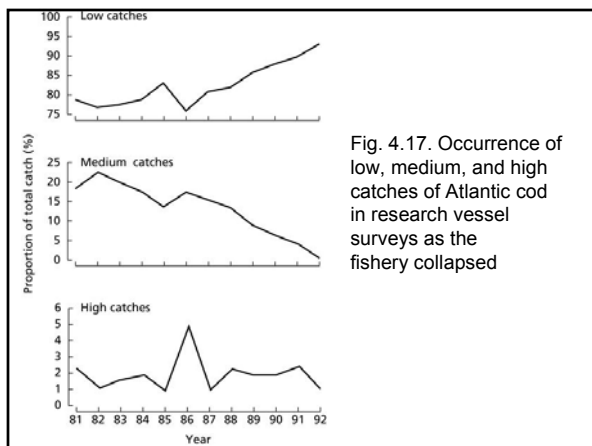 100
Low catches
95
90
85
80
75
25
Medium catches
20
15
10
5
0
Proportion of total catch (%)
6
High catches
5
4
3
2
1
0
81 82 83 84 85 86 87 88 89 90 91 92
Year
Fig. 4.17. Occurrence of
low, medium, and high
catches of Atlantic cod
in research vessel
surveys as the
fishery collapsed